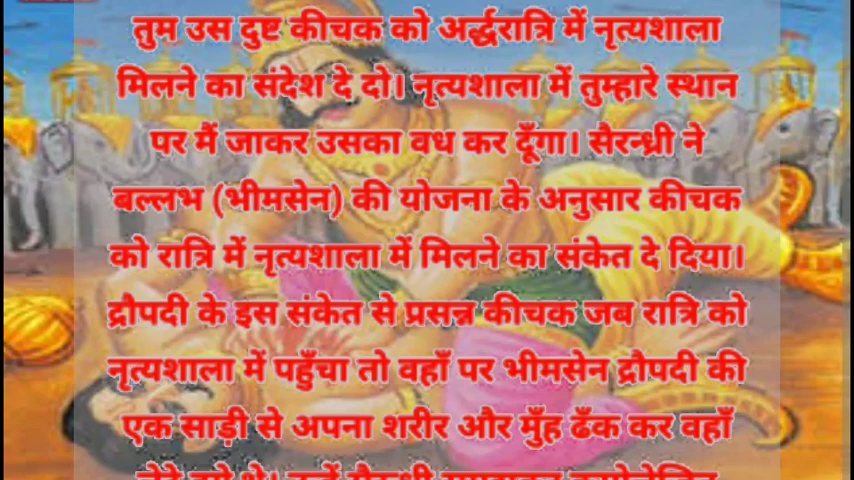 तुम उस दुष्ट कीचक को अर्द्धरात्रि में नृत्यशाला
मिलने का संदेश दे दो। नृत्यशाला में तुम्हारे स्थान
पर मैं जाकर उसका वध कर दूँगा। सैरन्ध्री ने
बल्लभ (भीमसेन) की योजना के अनुसार कीचक
को रात्रि में नृत्यशाला में मिलने का संकेत दे दिया।
द्रौपदी के इस संकेत से प्रसन्न कीचक जब रात्रि को
नृत्यशाला में पहुँचा तो वहाँ पर भीमसेन द्रौपदी की
एक साड़ी से अपना शरीर और मुँह ढँक कर वहाँ